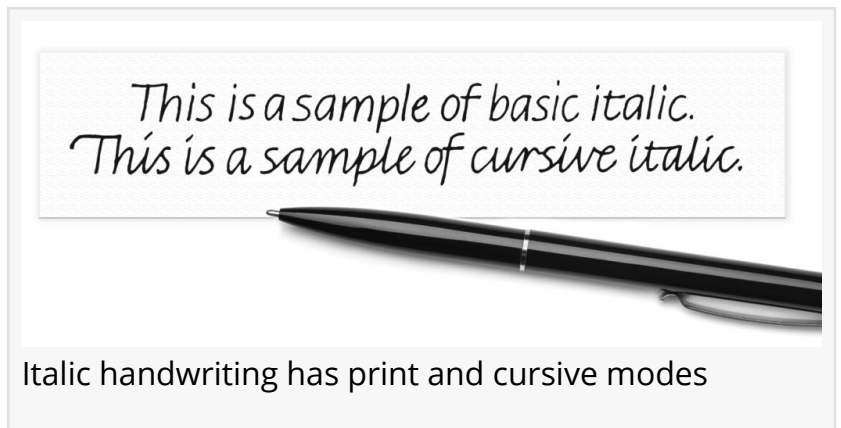 This is a sample of basic italic.
This is a sample of cursive italic.
Italic handwriting has print and cursive modes